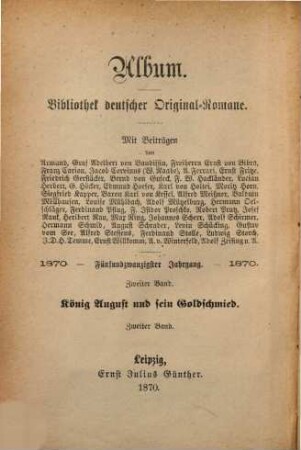 Album.
Bibliothek deutscher Original-Romane.
Mit Beiträgen
von
Armand, Graf Adelbert von Baudissin, Freiherrn Ernst von Bibra,
Franz Carion, Jacob Corvinus (W. Raabe), A. Ferrari, Ernst Fritze,
Friedrich Gerstäcker, Bernd von Guseck, F. W. Hackländer, Lucian
Herbert, G. Höcker, Edmund Hoefer, Karl von Holtei, Moritz Horn,
Siegfried Kapper, Baron Karl von Kessel, Alfred Meißner, Balduin
Möllhausen, Louise Mühlbach, Adolf Mützelburg, Hermann Oel-
schläger, Ferdinand Pflug, F. Isidor Proschko, Robert Prutz, Josef
Rank, Heribert Rau, Max Ring, Johannes Scherr, Adolf Schirmer,
Hermann Schmid, August Schrader, Levin Schücking, Gustav
vom See, Alfred Steffens, Ferdinand Stolle, Ludwig Storch,
J. D. H. Temme, Ernst Willkomm, A. v. Winterfeld, Adolf Zeising u. A.
1870 — Fünfundzwanzigster Jahrgang. — 1870.
Zweiter Band.
König August und sein Goldschmied.
Zweiter Band.
Leipzig,
Ernst Julius Günther.
1870.